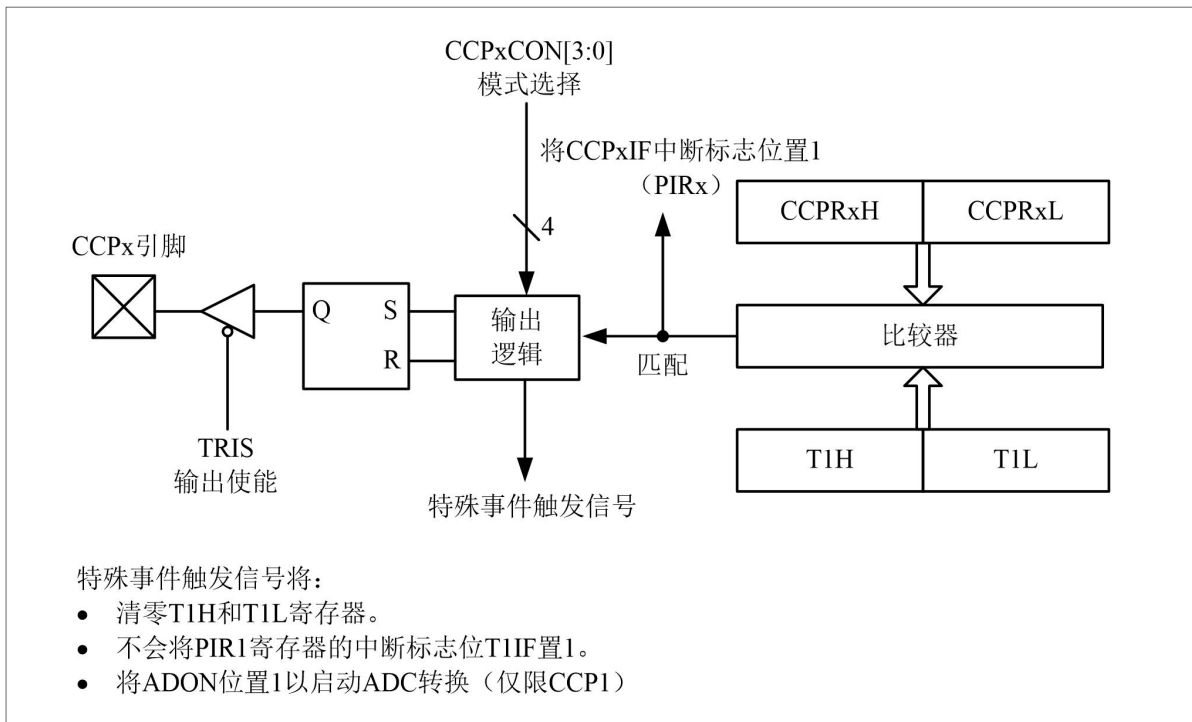 CCPxCON[3:0]
模式选择
4
将CCPxIF中断标志位置1
（PIRx）
CCPRxH
CCPRxL
CCPx引脚
Q
S
R
输出
逻辑
匹配
比较器
TRIS
输出使能
T1H
T1L
特殊事件触发信号
特殊事件触发信号将：
• 清零T1H和T1L寄存器。
• 不会将PIR1寄存器的中断标志位T1IF置1。
• 将ADON位置1以启动ADC转换（仅限CCP1）